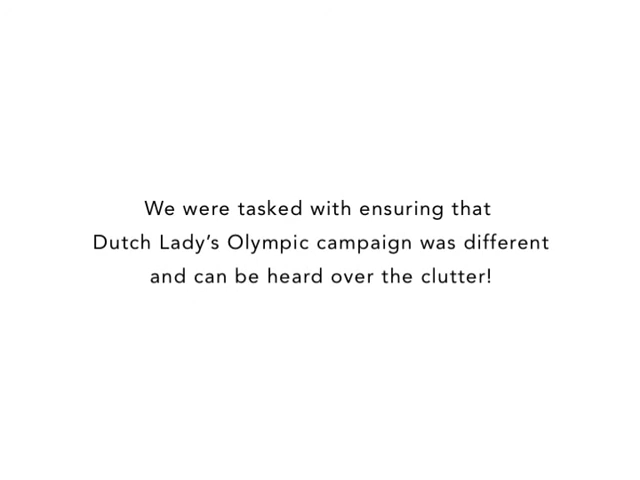 We were tasked with ensuring that
Dutch Lady’s Olympic campaign was different
and can be heard over the clutter!